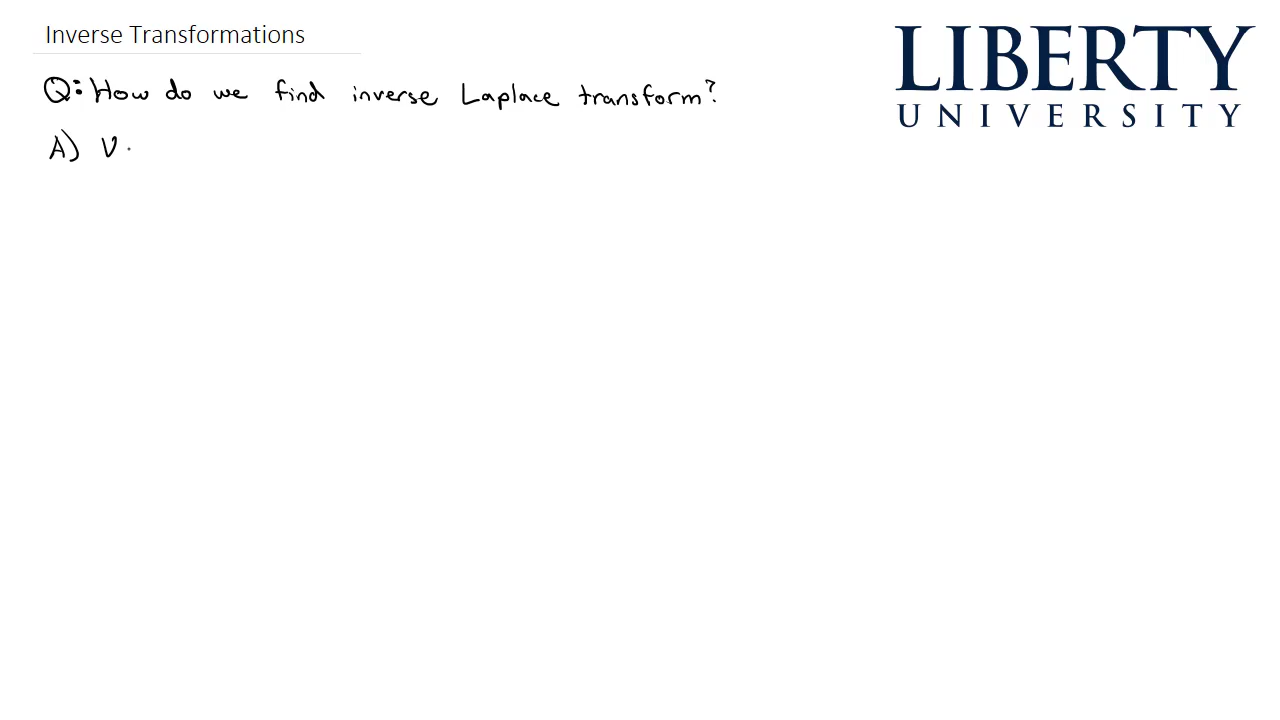 Inverse Transformations
LIBERTY
UNIVERSITY
Q: How do we find inverse Laplace transform?
A) V